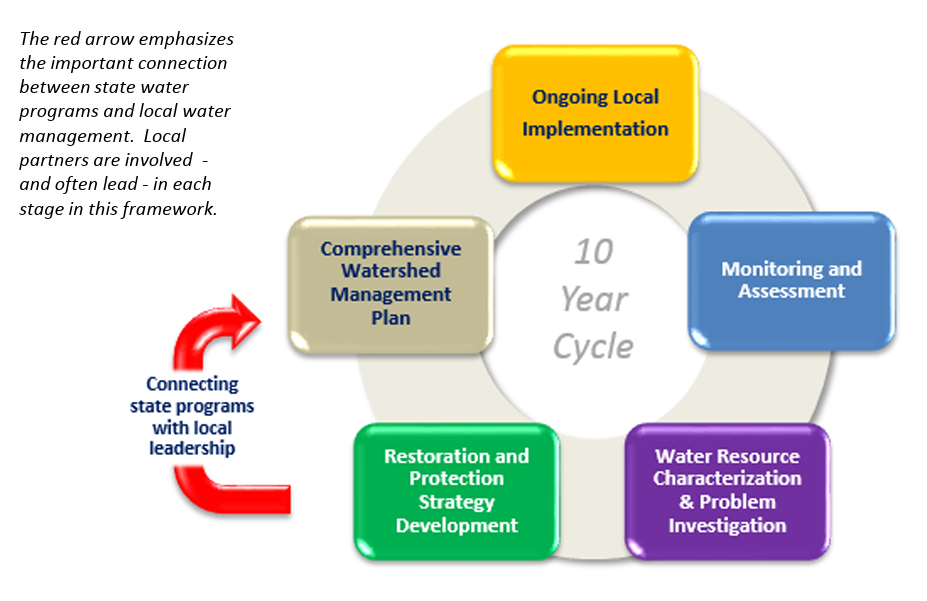 The red arrow emphasizes
the important connection
between state water
programs and local water
management.  Local
partners are involved  -
and often lead - in each
stage in this framework.
Ongoing Local
Implementation
Monitoring and
Assessment
Water Resource
Characterization
& Problem
Investigation
Restoration and
Protection
Strategy
Development
Comprehensive
Watershed
Management
Plan
10
Year
Cycle
Connecting
state programs
with local
leadership